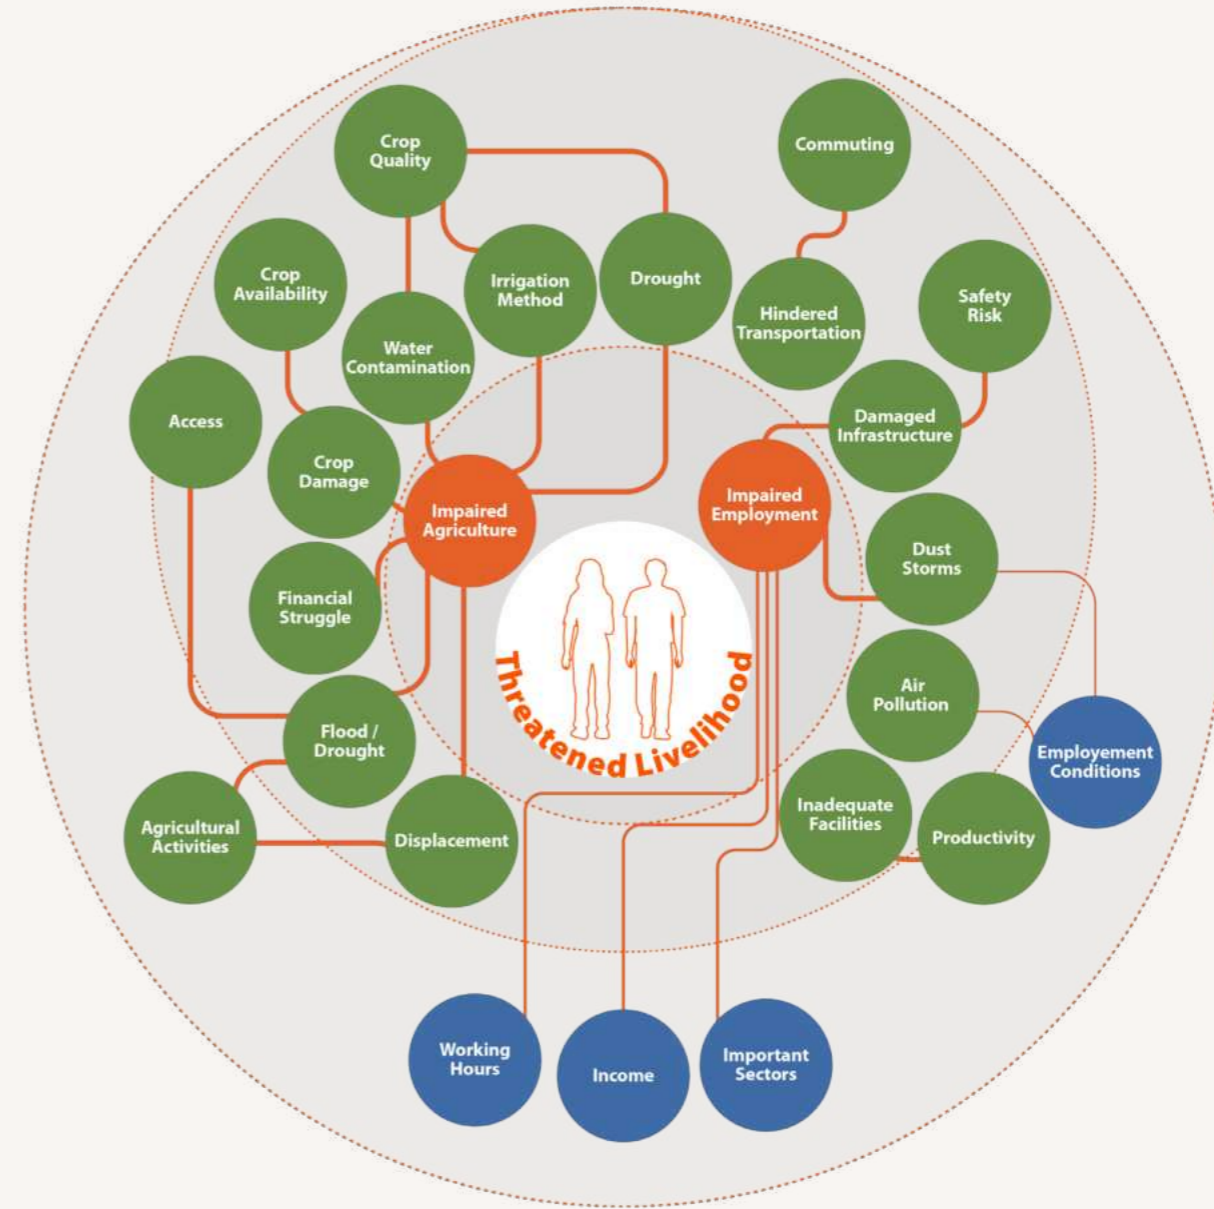 Crop
Quality
Commuting
Crop
Availability
Irrigation
Method
Drought
Hindered
Transportation
Safety
Risk
Water
Contamination
Access
Damaged
Infrastructure
Crop
Damage
Impaired
Agriculture
Impaired
Employment
Dust
Storms
Financial
Struggle
Threatened Livelihood
Air
Pollution
Flood /
Drought
Employement
Conditions
Agricultural
Activities
Displacement
Inadequate
Facilities
Productivity
Working
Hours
Income
Important
Sectors